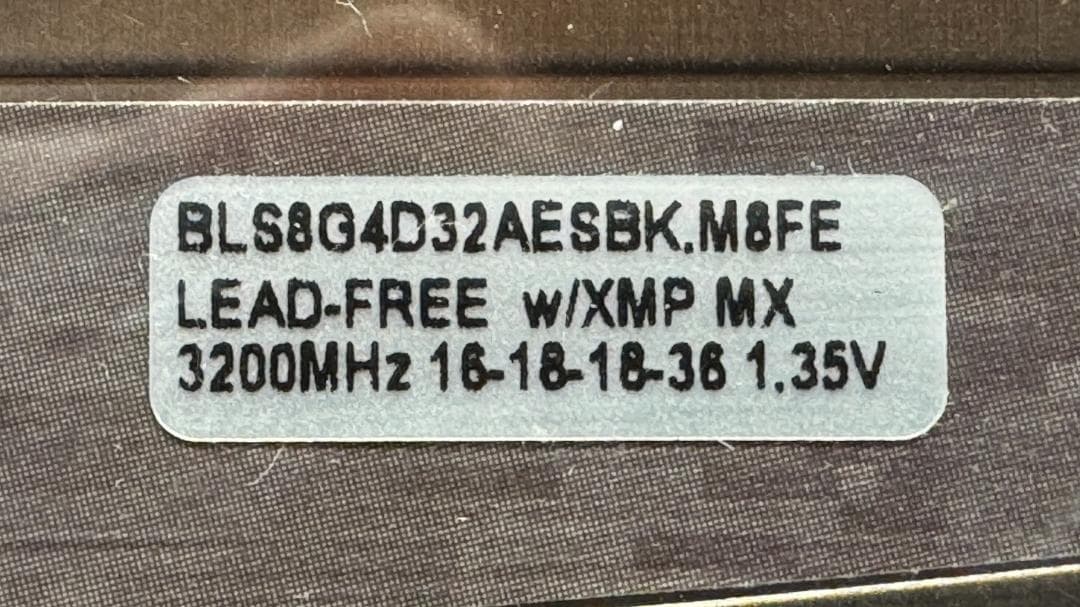 BLS8G4D32AESBK.M8FE
LEAD-FREE w/XMP MX
3200MHz 16-18-18-36 1.35V